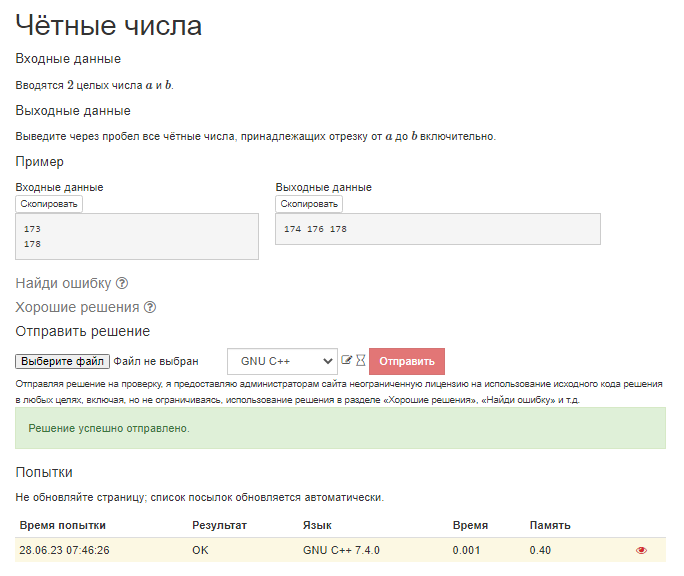 Чётные числа
Входные данные
Вводятся 2 целых числа a и b.
Выходные данные
Выведите через пробел все чётные числа, принадлежащих отрезку от a до b включительно.
Пример
Входные данные
Выходные данные
Скопировать
Скопировать
173
178
174 176 178
Найди ошибку
Хорошие решения
Отправить решение
Выберите файл Файл не выбран GNU C++ Отправить
Отправляя решение на проверку, я предоставляю администраторам сайта неограниченную лицензию на использование исходного кода решения
в любых целях, включая, но не ограничиваясь, использование решения в разделе «Хорошие решения», «Найди ошибку» и т.д.
Решение успешно отправлено.
Попытки
Не обновляйте страницу; список посылок обновляется автоматически.
Время попытки Результат Язык Время Память
28.06.23 07:46:26 OK GNU C++ 7.4.0 0.001 0.40